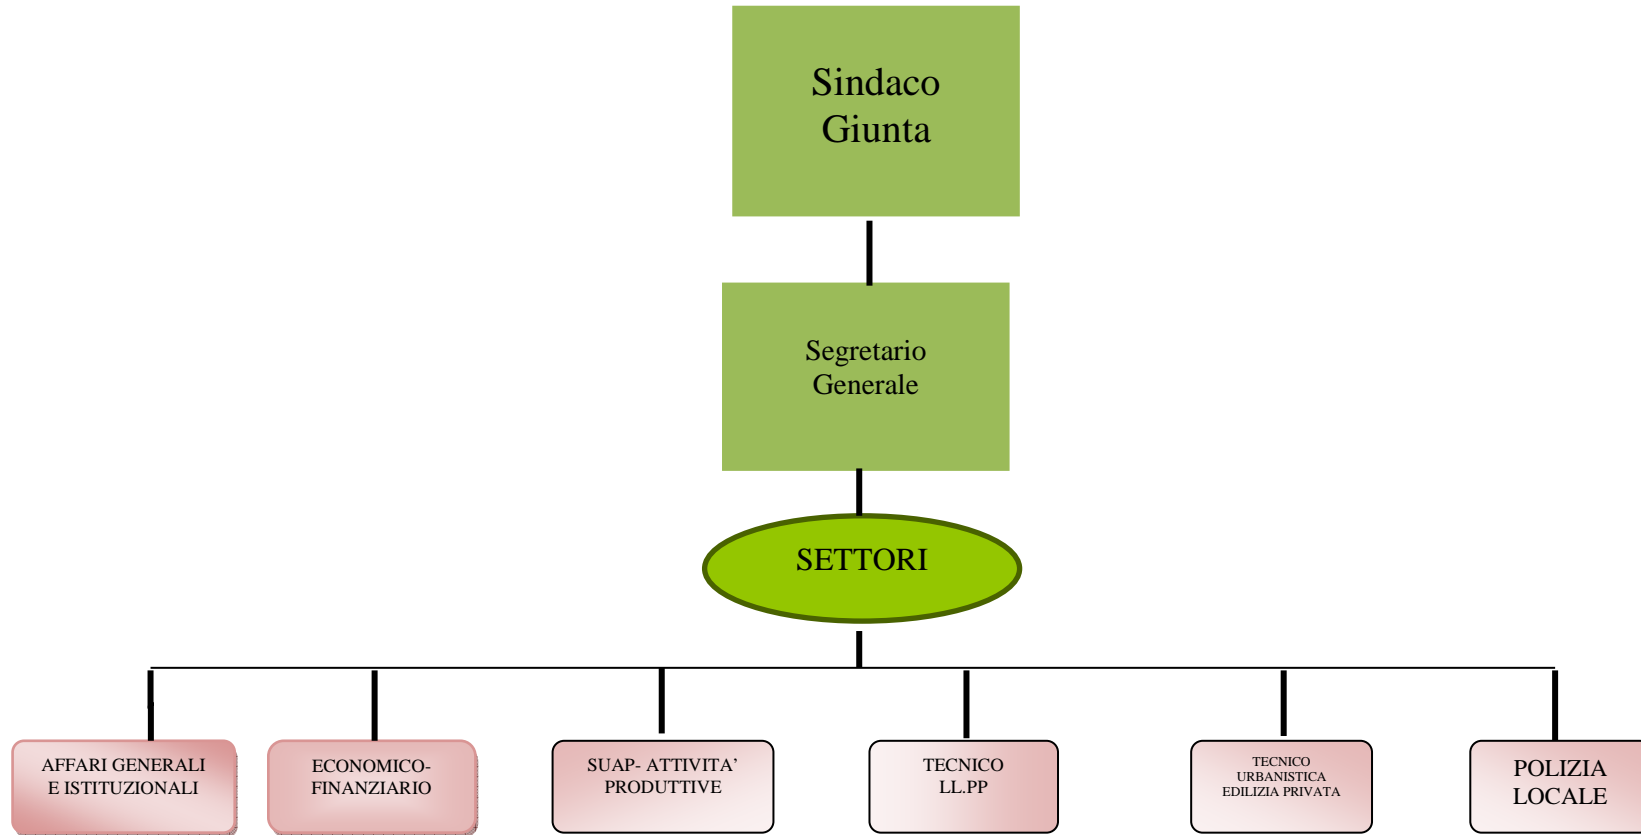 Sindaco
Giunta
Segretario
Generale
SETTORI
AFFARI GENERALI
E ISTITUZIONALI
ECONOMICO-
FINANZIARIO
SUAP- ATTIVITA’
PRODUTTIVE
TECNICO
LL.PP
TECNICO
URBANISTICA
EDILIZIA PRIVATA
POLIZIA
LOCALE